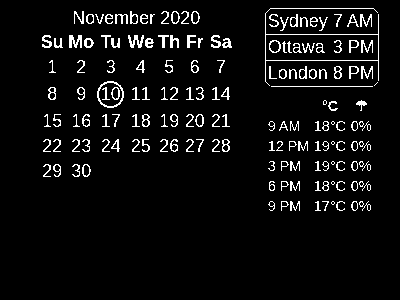 November 2020
Su Mo Tu We Th Fr Sa
1 2 3 4 5 6 7
8 9 10 11 12 13 14
15 16 17 18 19 20 21
22 23 24 25 26 27 28
29 30
Sydney 7 AM
Ottawa 3 PM
London 8 PM
°C ☂
9 AM 18°C 0%
12 PM 19°C 0%
3 PM 19°C 0%
6 PM 18°C 0%
9 PM 17°C 0%